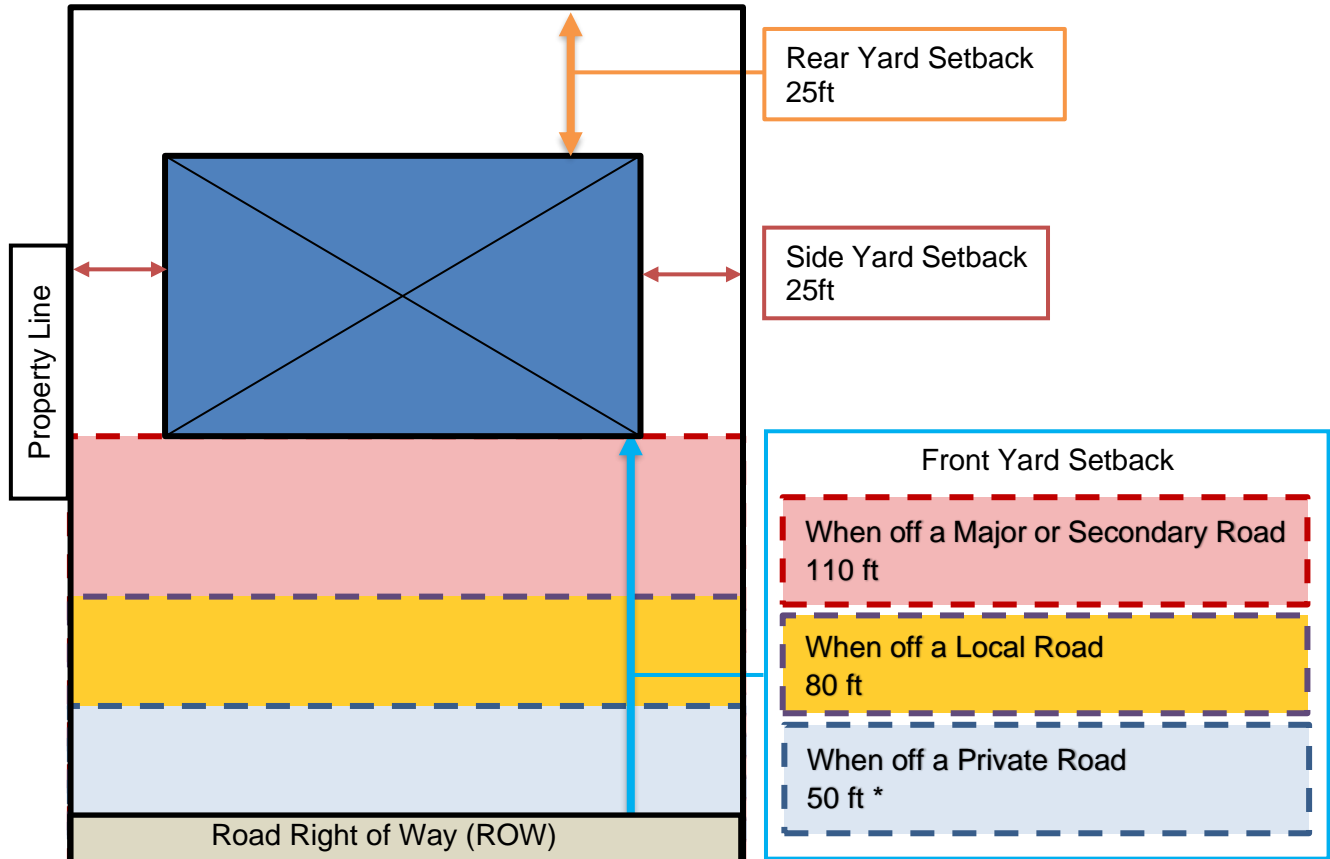 Rear Yard Setback
25ft
Side Yard Setback
25ft
Property Line
Front Yard Setback
When off a Major or Secondary Road
110 ft
When off a Local Road
80 ft
When off a Private Road
50 ft *
Road Right of Way (ROW)